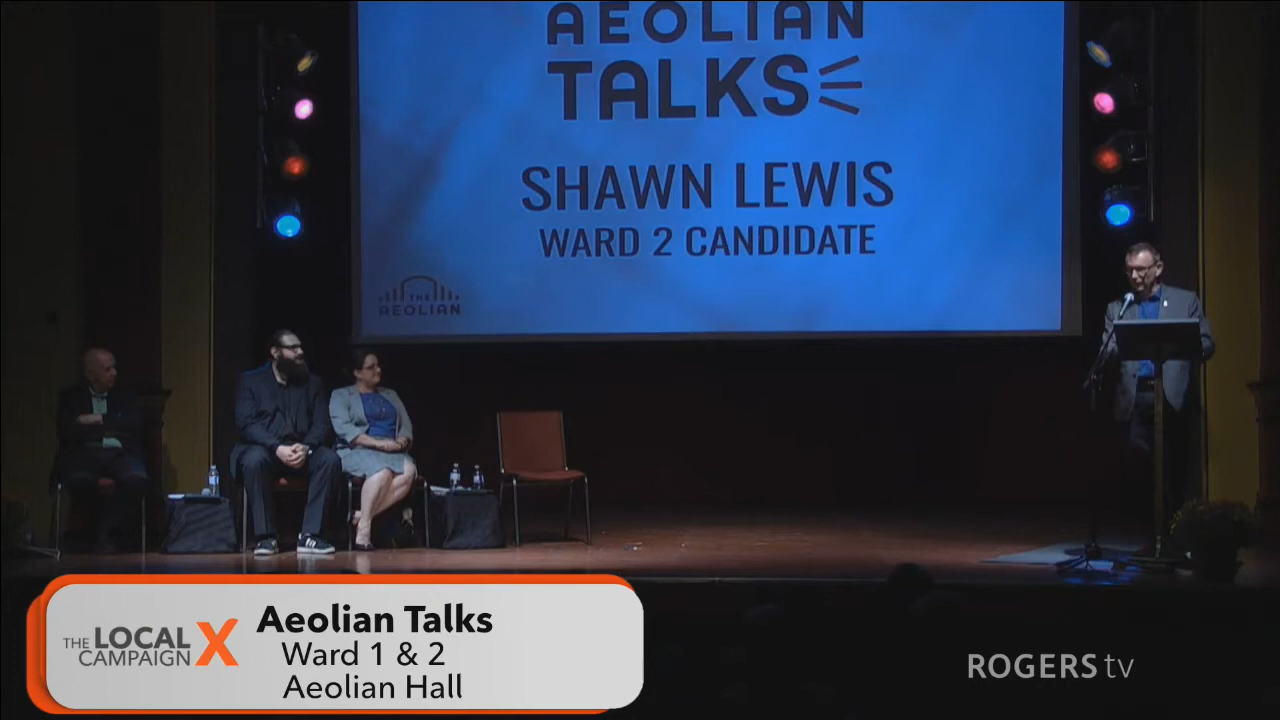 AEOLIAN
TALKS
SHAWN LEWIS
WARD 2 CANDIDATE
THE
AEOLIAN
THE LOCAL
CAMPAIGN X
Aeolian Talks
Ward 1 & 2
Aeolian Hall
ROGERS tv